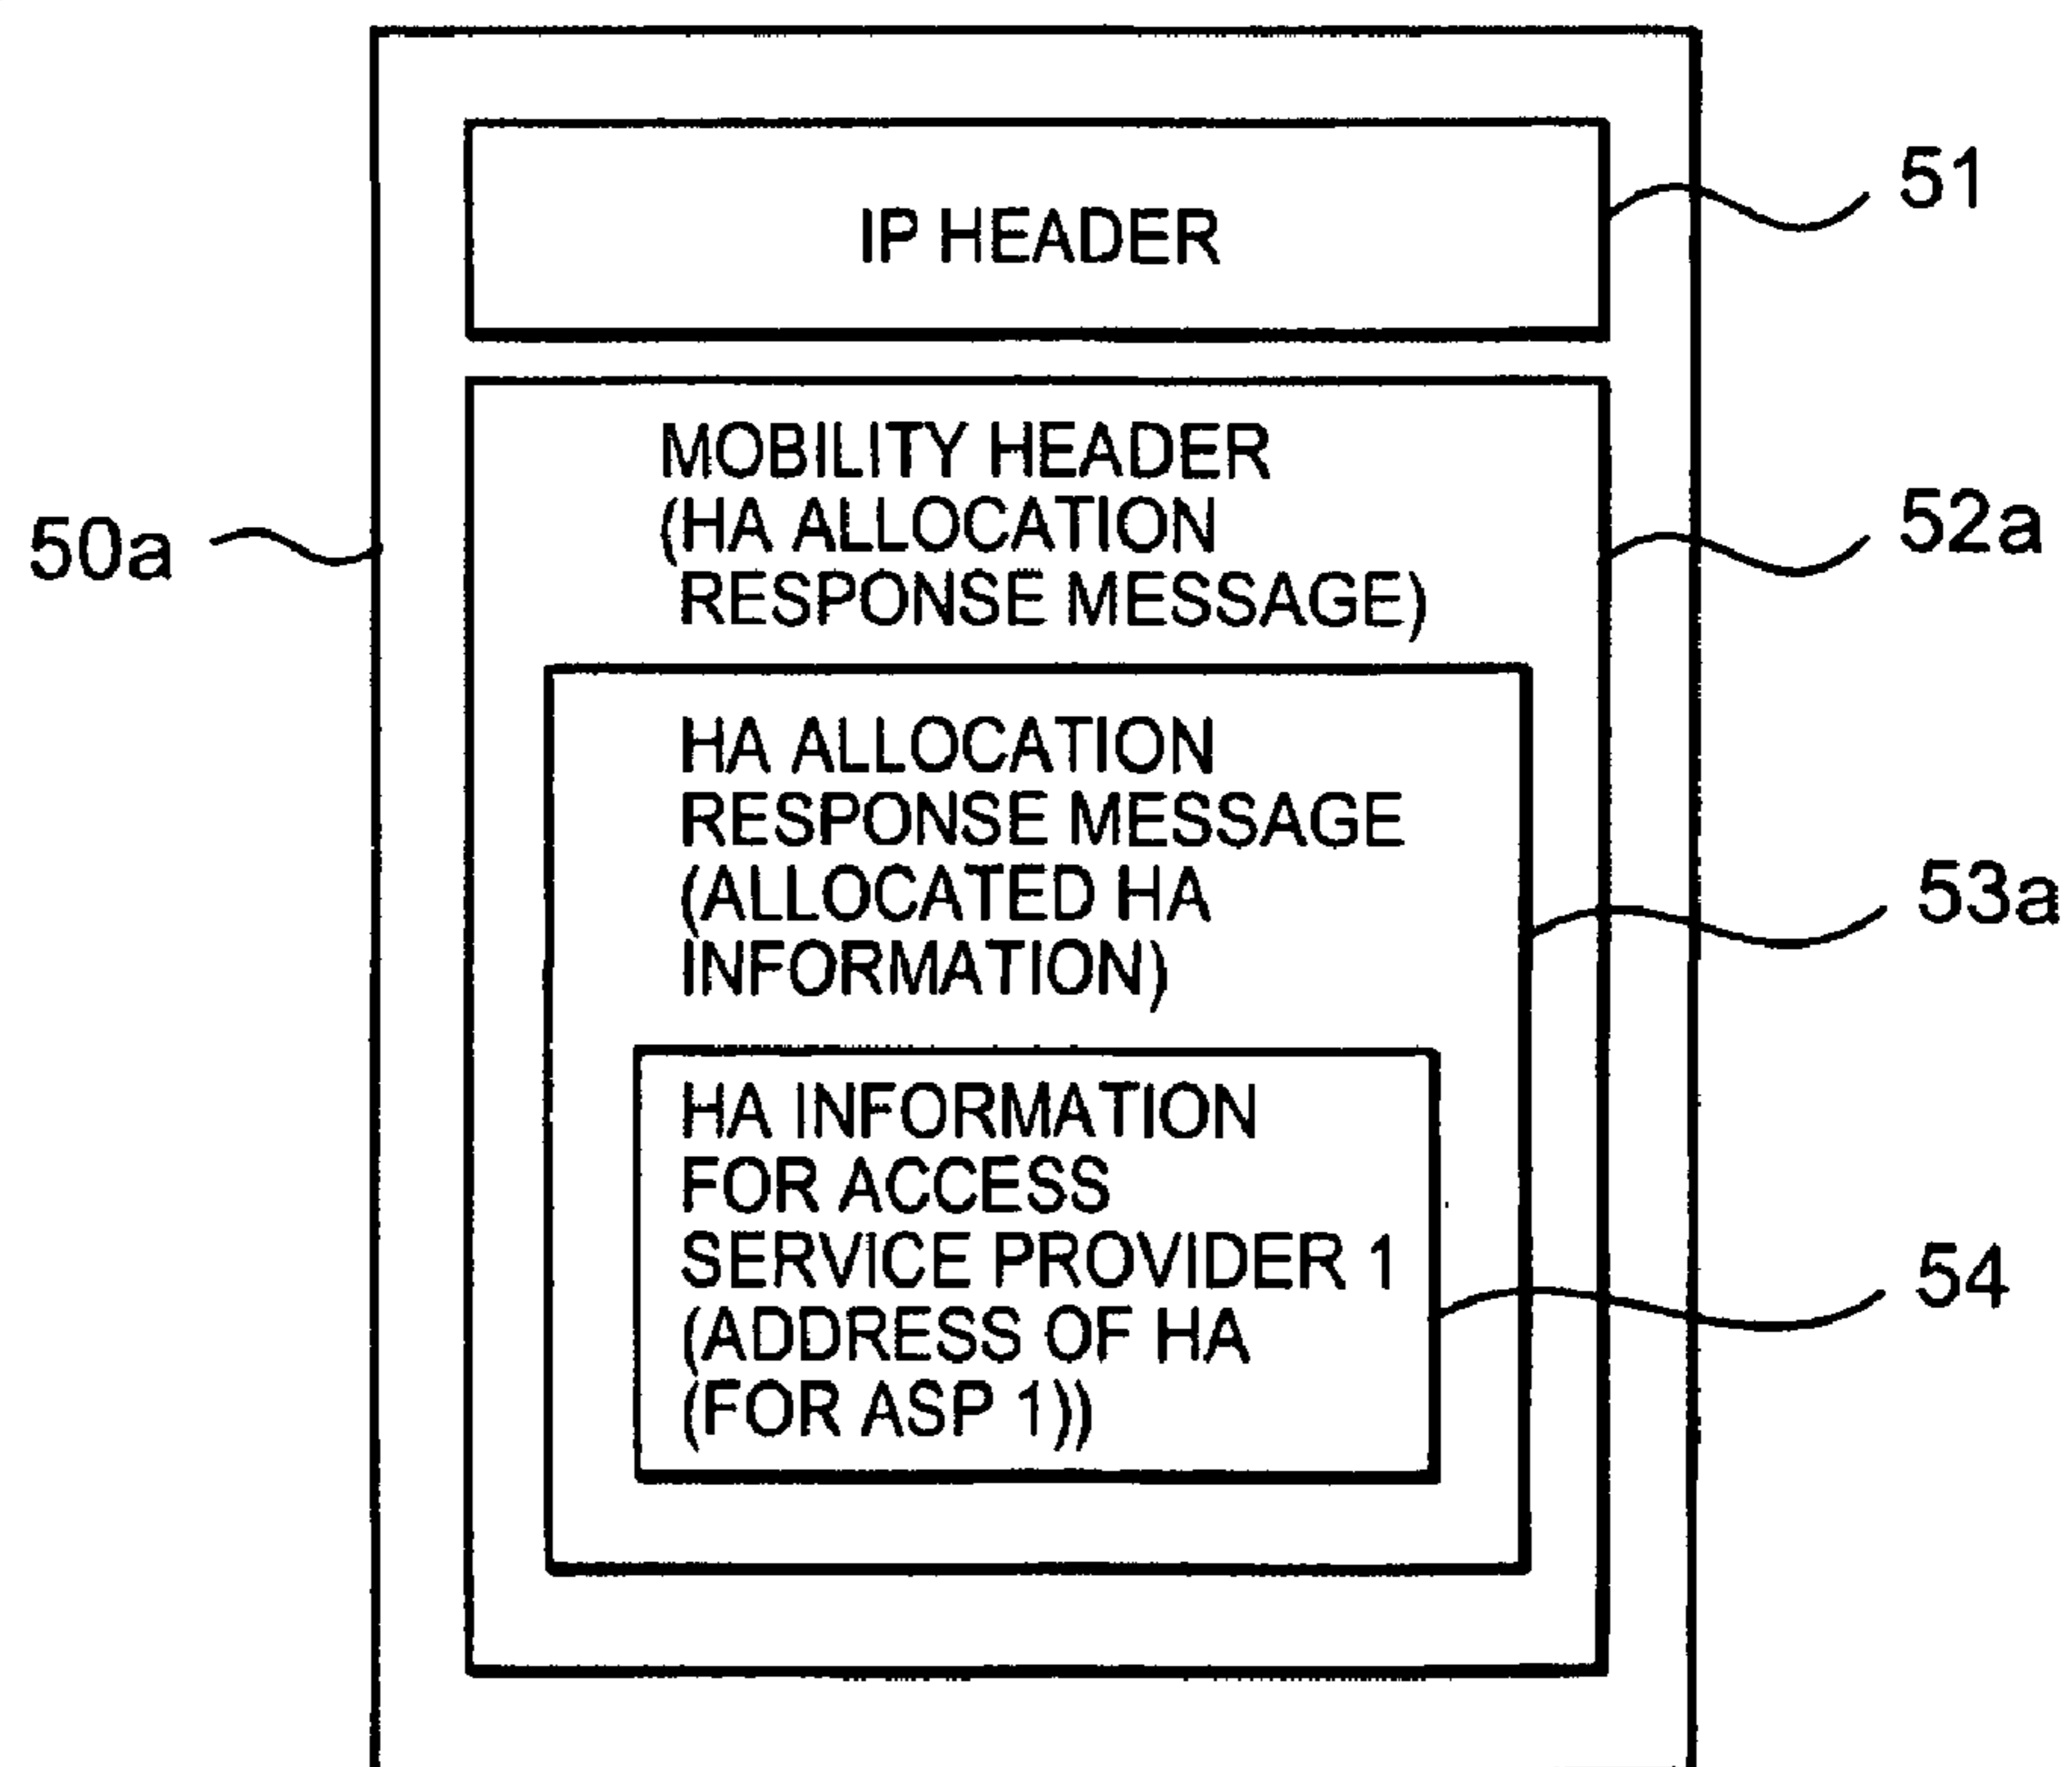 IP HEADER
51
MOBILITY HEADER
(HA ALLOCATION
RESPONSE MESSAGE)
50a
52a
HA ALLOCATION
RESPONSE MESSAGE
(ALLOCATED HA
INFORMATION)
53a
HA INFORMATION
FOR ACCESS
SERVICE PROVIDER 1
(ADDRESS OF HA
(FOR ASP 1))
54